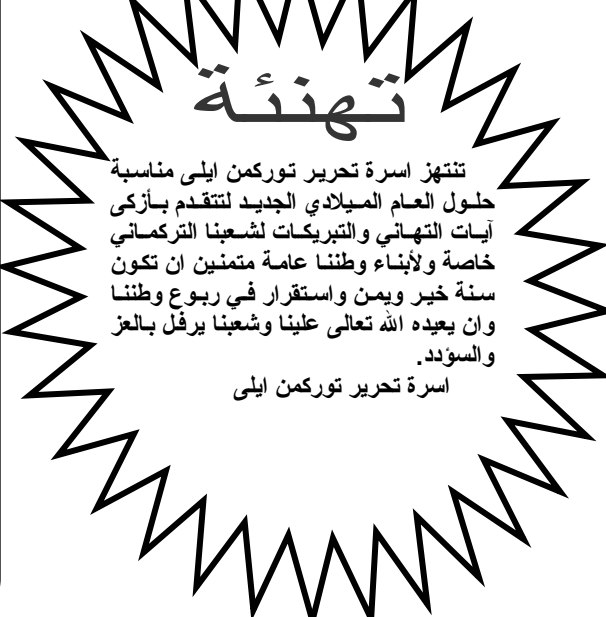 تهنئة
تنتهز اسرة تحرير توركمن ايلى مناسبة
حلول العام الميلادي الجديد لتتقدم بأزكى
آيات التهاني والتبريكات لشعبنا التركماني
خاصة ولأبناء وطننا عامة متمنين ان تكون
سنة خير ويمن واستقرار في ربوع وطننا
وان يعيده الله تعالى علينا وشعبنا يرفل بالعز
والسؤدد.
اسرة تحرير توركمن ايلى